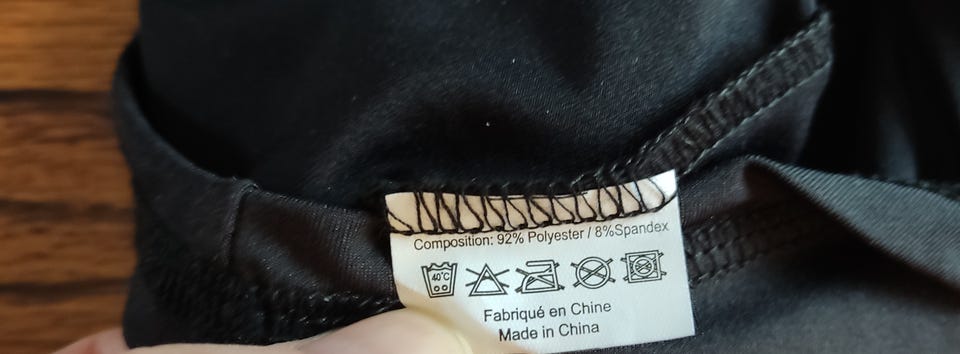 Composition: 92% Polyester / 8%Spandex
40°C
Fabriqué en Chine
Made in China